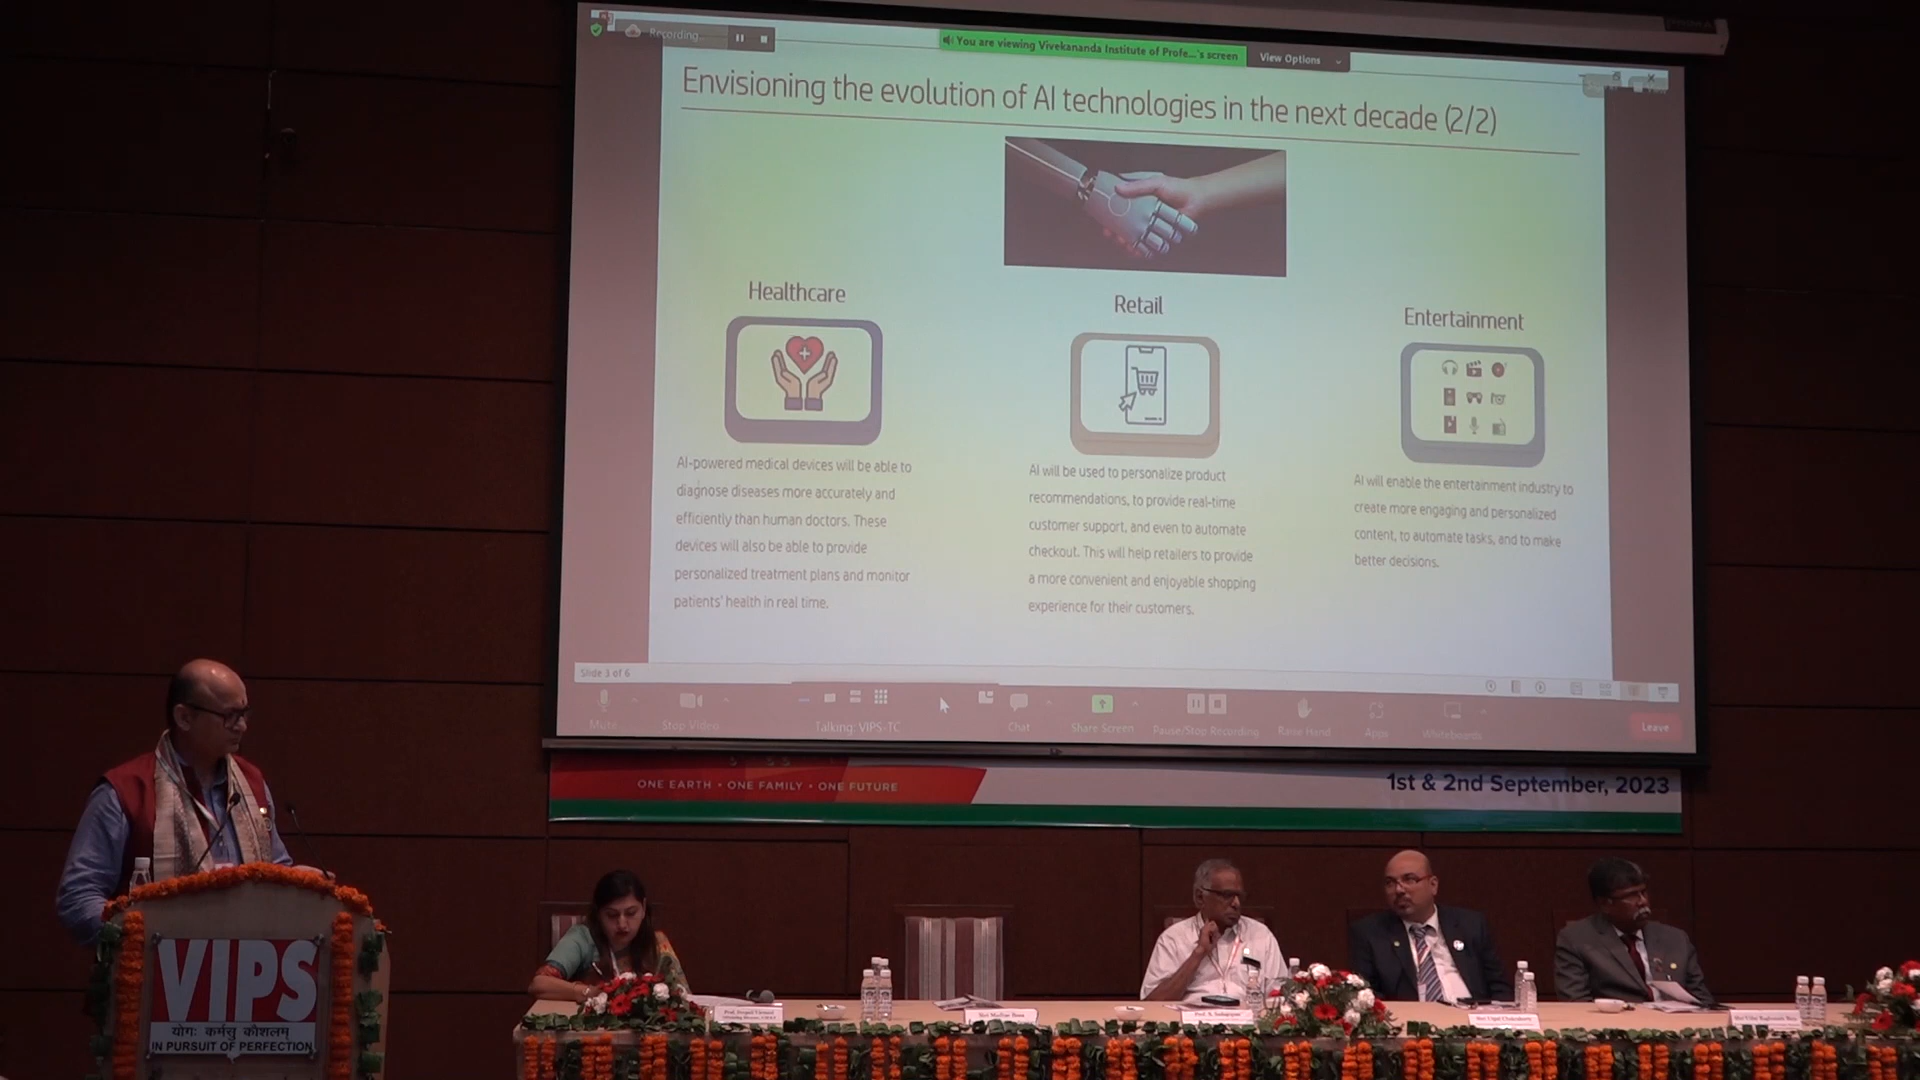 Recording
You are viewing Vivekananda Institute of Profe...'s screen
View Options
Envisioning the evolution of AI technologies in the next decade (2/2)
Healthcare
AI-powered medical devices will be able to
diagnose diseases more accurately and
efficiently than human doctors. These
devices will also be able to provide
personalized treatment plans and monitor
patients' health in real time.
Retail
AI will be used to personalize product
recommendations, to provide real-time
customer support, and even to automate
checkout. This will help retailers to provide
a more convenient and enjoyable shopping
experience for their customers.
Entertainment
AI will enable the entertainment industry to
create more engaging and personalized
content, to automate tasks, and to make
better decisions.
Slide 3 of 6
Mute
Stop Video
Talking: VIPS-TC
Chat
Share Screen
Pause/Stop Recording
Raise Hand
Apps
Whiteboards
Leave
ONE EARTH • ONE FAMILY • ONE FUTURE
1st & 2nd September, 2023
VIPS
योगः कर्मसु कौशलम्
IN PURSUIT OF PERFECTION